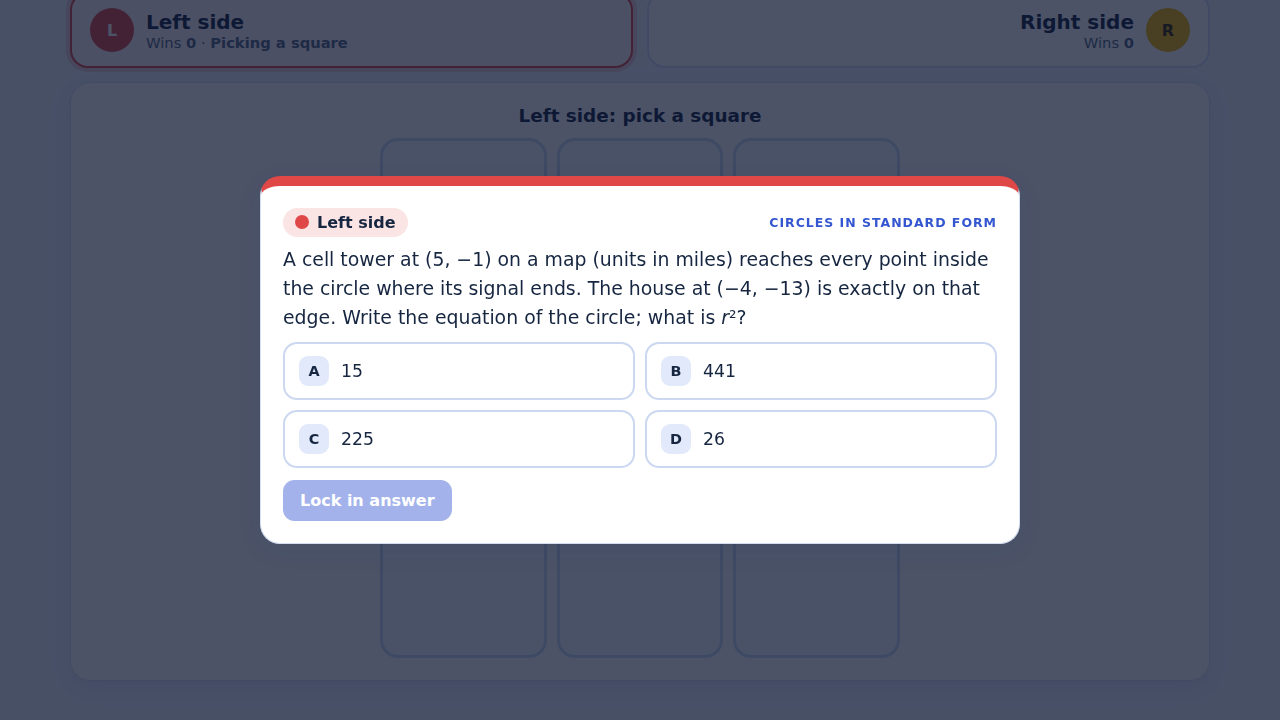 L
Left side
Wins 0 · Picking a square
Right side
Wins 0
R
Left side: pick a square
Left side
CIRCLES IN STANDARD FORM
A cell tower at (5, −1) on a map (units in miles) reaches every point inside
the circle where its signal ends. The house at (−4, −13) is exactly on that
edge. Write the equation of the circle; what is r²?
A 15
B 441
C 225
D 26
Lock in answer